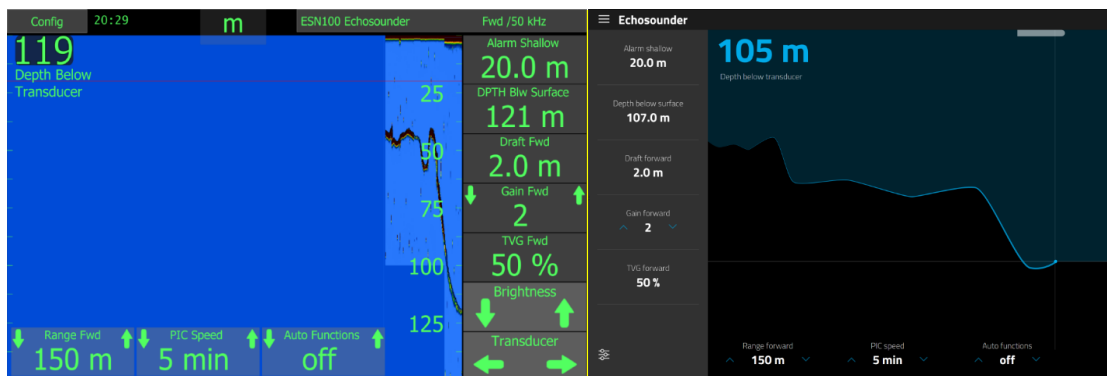 Config
20:29
m
ESN100 Echosounder
Fwd /50 kHz
119
Depth Below
Transducer
25
50
75
100
125
Alarm Shallow
20.0 m
DPTH Blw Surface
121 m
Draft Fwd
2.0 m
Gain Fwd
2
TVG Fwd
50 %
Brightness
Transducer
Range Fwd
150 m
PIC Speed
5 min
Auto Functions
off
Echosounder
Alarm shallow
20.0 m
Depth below surface
107.0 m
Draft forward
2.0 m
Gain forward
2
TVG forward
50 %
105 m
Depth below transducer
Range forward
150 m
PIC speed
5 min
Auto functions
off